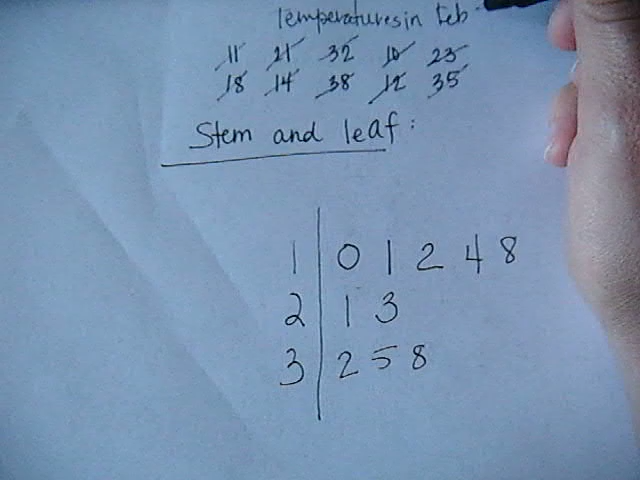 Temperatures in Feb
11 21 32 10 23
18 14 38 12 35
Stem and leaf :
1 | 0 1 2 4 8
2 | 1 3
3 | 2 5 8